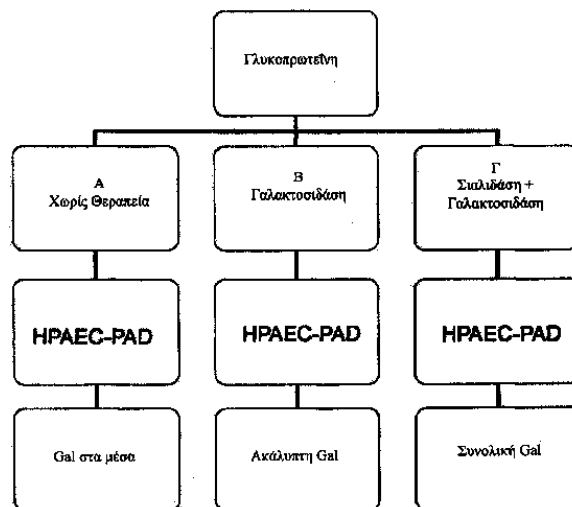 Γλυκοπρωτεΐνη
Α
Χωρίς Θεραπεία
Β
Γαλακτοσιδάση
Γ
Σιαλιδάση +
Γαλακτοσιδάση
HPAEC-PAD
HPAEC-PAD
HPAEC-PAD
Gal στα μέσα
Ακάλυπτη Gal
Συνολική Gal